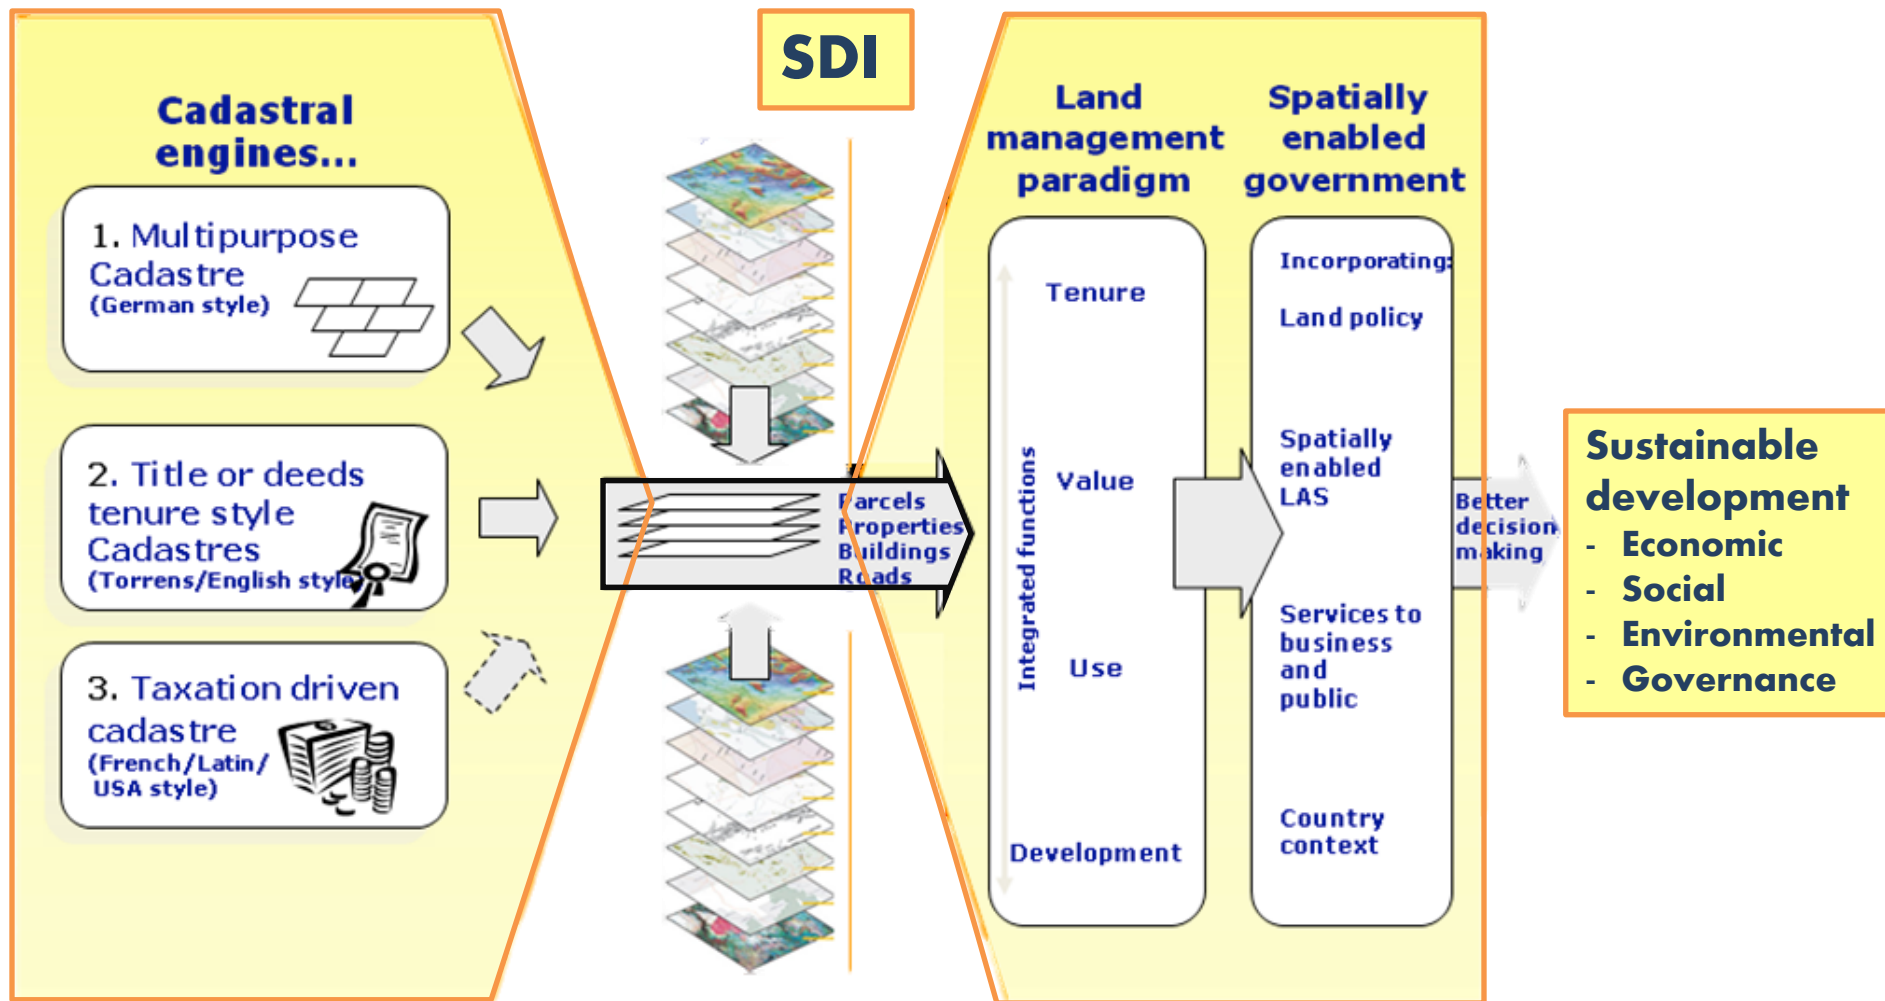 SDI
Cadastral
engines...
1. Multipurpose
Cadastre
(German style)
2. Title or deeds
tenure style
Cadastres
(Torrens/English style)
3. Taxation driven
cadastre
(French/Latin/
USA style)
Parcels
Properties
Buildings
Roads
Land
management
paradigm
Integrated functions
Tenure
Value
Use
Development
Spatially
enabled
government
Incorporating:
Land policy
Spatially
enabled
LAS
Services to
business
and
public
Country
context
Better
decision
making
Sustainable
development
- Economic
- Social
- Environmental
- Governance